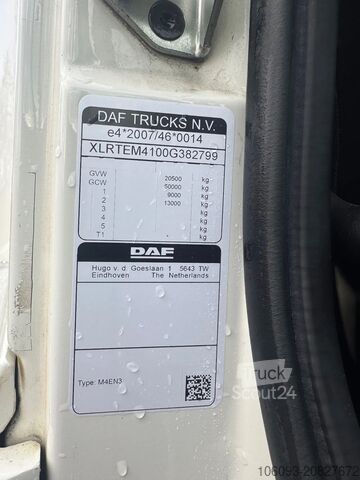 DAF TRUCKS N.V.
e4*2007/46*0014
XLRTEM4100G382799
GVW 20500 kg
GCW 50000 kg
1 9000 kg
2 13000 kg
3 kg
4 kg
5 kg
T1 kg
DAF
Hugo v. d. Goeslaan 1 5643 TW
Eindhoven The Netherlands
Type: M4EN3
Truck
Scout24
106093-20827672